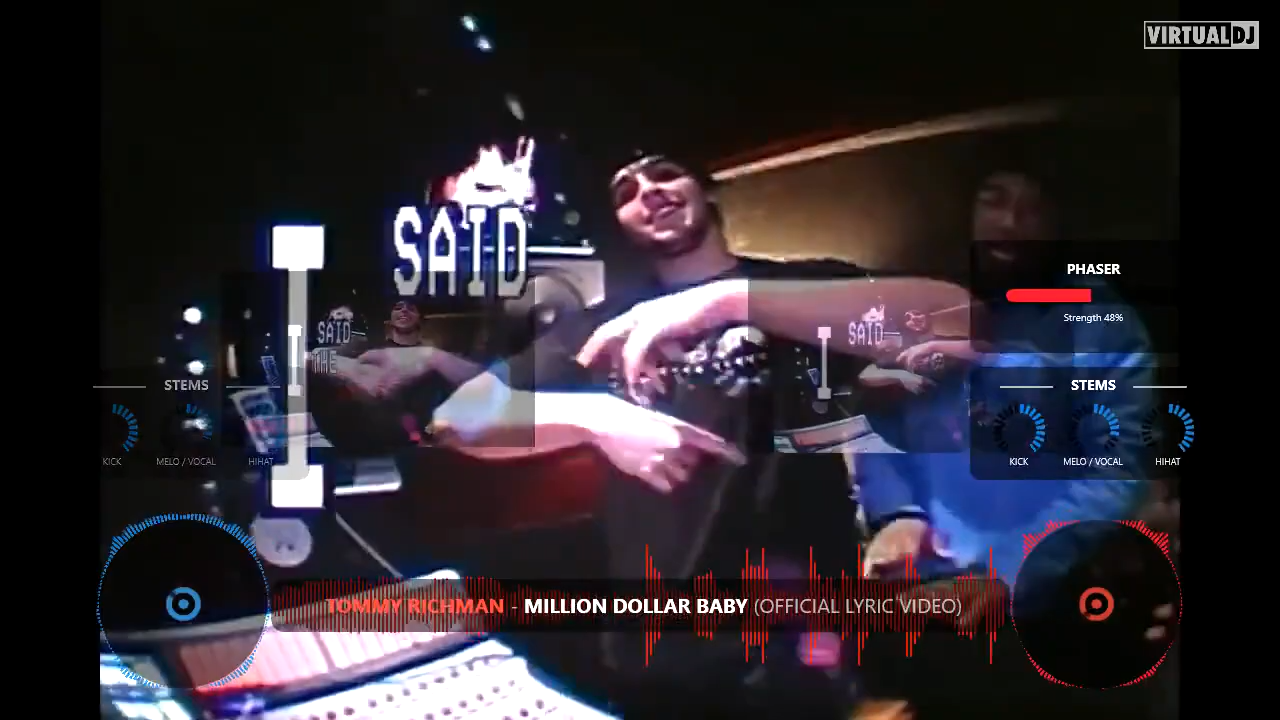 VIRTUALDJ
I
SAID
PHASER
Strength 48%
SAID
THE
I
SAID
STEMS
KICK
MELO / VOCAL
HIHAT
STEMS
KICK
MELO / VOCAL
HIHAT
TOMMY RICHMAN - MILLION DOLLAR BABY (OFFICIAL LYRIC VIDEO)